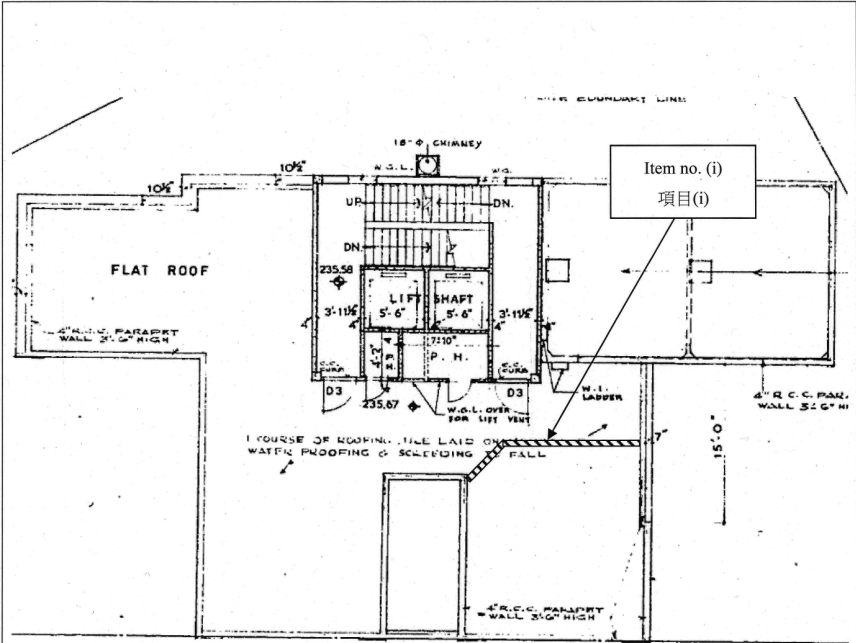 BOUNDARY LINE
18" Φ CHIMNEY
W.G.L.
W.G.
Item no. (i)
項目(i)
10½"
10½"
UP
DN.
DN.
FLAT ROOF
235.58
LIFT SHAFT
3'-11½"
5'-6"
5'-6"
3'-11½"
4"
4"
4"
4"
4"
4" R.C.C. PARAPET
WALL 3'-6" HIGH
7'-10"
4'-2"
P. H.
C.C.
CURB
C.C.
CURB
D3
D3
235.67
W.G.L. OVER
FOR LIFT VENT
W.I.
LADDER
4" R.C.C. PAR.
WALL 3'-6" HI
1 COURSE OF ROOFING TILE LAID ON
WATER PROOFING & SCREEDING TO FALL
7"
15'-0"
4" R.C.C. PARAPET
WALL 3'-6" HIGH